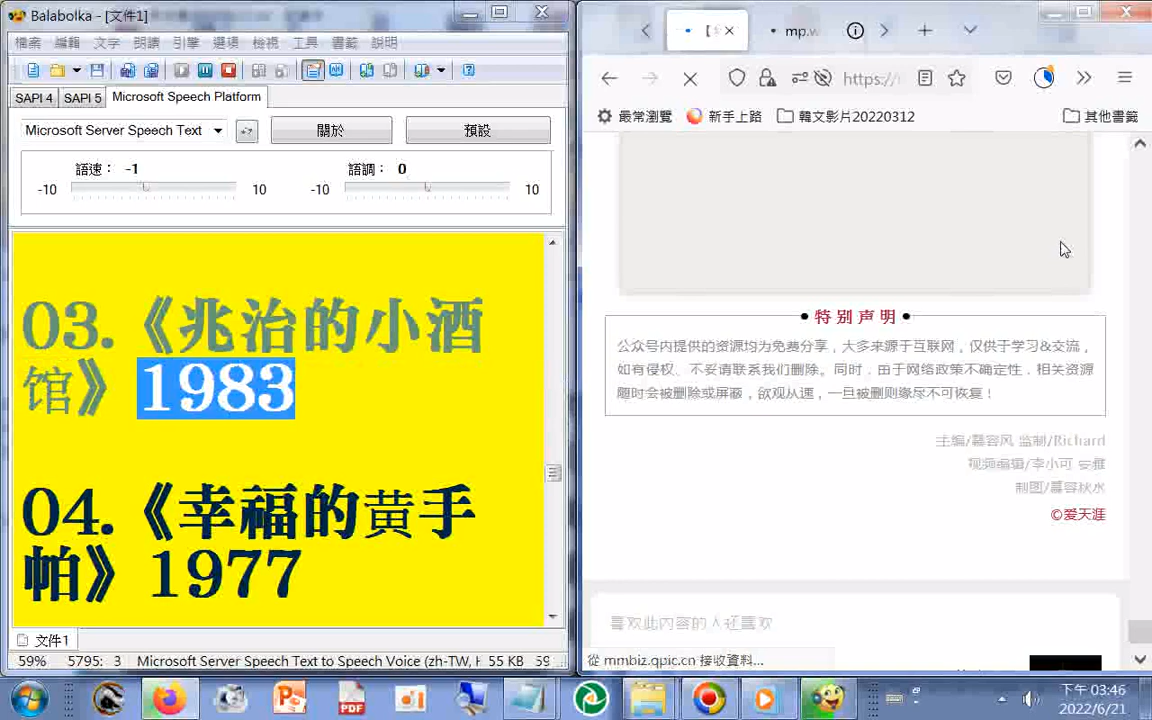 Balabolka - [文件1]
檔案 編輯 文字 朗讀 引擎 選項 檢視 工具 書籤 說明
SAPI 4 SAPI 5 Microsoft Speech Platform
Microsoft Server Speech Text
關於
預設
語速： -1
語調： 0
-10 10
-10 10
03.《兆治的小酒
馆》1983
04.《幸福的黄手
帕》1977
文件1
59% 5795: 3 Microsoft Server Speech Text to Speech Voice (zh-TW, H 55 KB 59
mp.
https://
最常瀏覽 新手上路 韓文影片20220312 其他書籤
●特别声明●
公众号内提供的资源均为免费分享，大多来源于互联网，仅供于学习&交流，
如有侵权、不妥请联系我们删除。同时，由于网络政策不确定性，相关资源
随时会被删除或屏蔽，欲观从速，一旦被删则缘尽不可恢复！
主编/慕容风 监制/Richard
视频编辑/李小可 安雅
制图/慕容秋水
©爱天涯
喜欢此内容的人还喜欢
從 mmbiz.qpic.cn 接收資料...
PDF
下午 03:46
2022/6/21